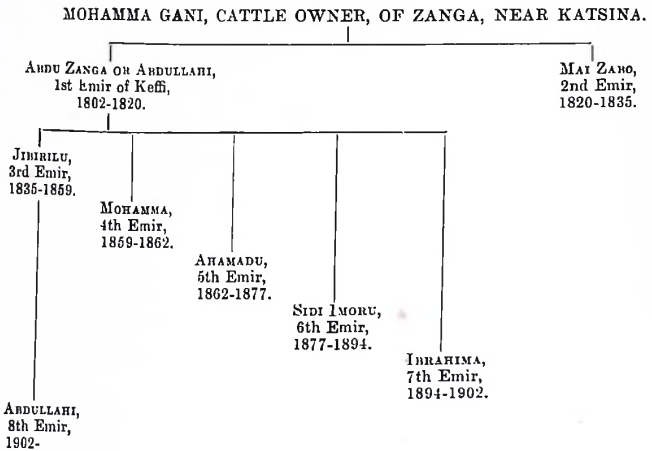 MOHAMMA GANI, CATTLE OWNER, OF ZANGA, NEAR KATSINA.
ABDU ZANGA OR ABDULLAHI,
1st Emir of Keffi,
1802-1820.
MAI ZABO,
2nd Emir,
1820-1835.
JIBIRILU,
3rd Emir,
1835-1859.
MOHAMMA,
4th Emir,
1859-1862.
AHAMADU,
5th Emir,
1862-1877.
SIDI IMORU,
6th Emir,
1877-1894.
IBRAHIMA,
7th Emir,
1894-1902.
ABDULLAHI,
8th Emir,
1902-